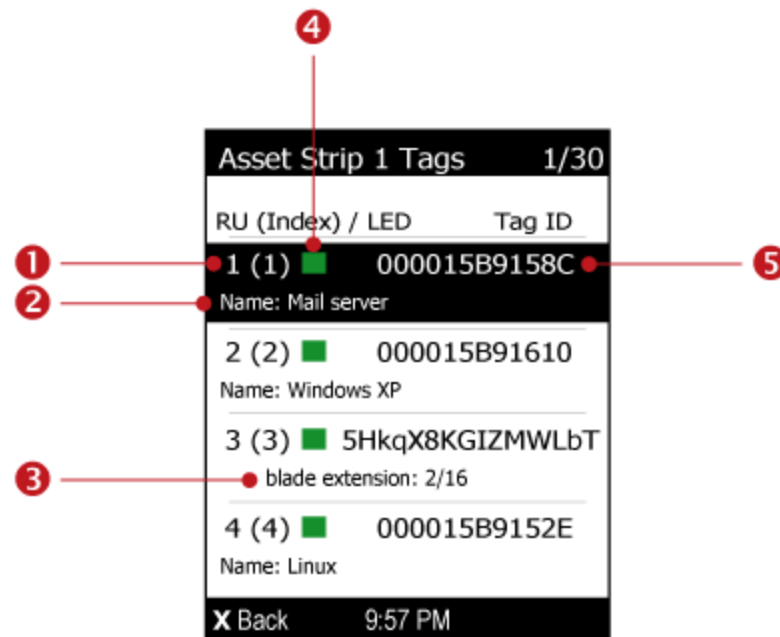 4
Asset Strip 1 Tags 1/30
RU (Index) / LED Tag ID
1 1 (1) 000015B9158C 5
2 Name: Mail server
2 (2) 000015B91610
Name: Windows XP
3 (3) 5HkqX8KGIZMWLbT
3 blade extension: 2/16
4 (4) 000015B9152E
Name: Linux
X Back 9:57 PM